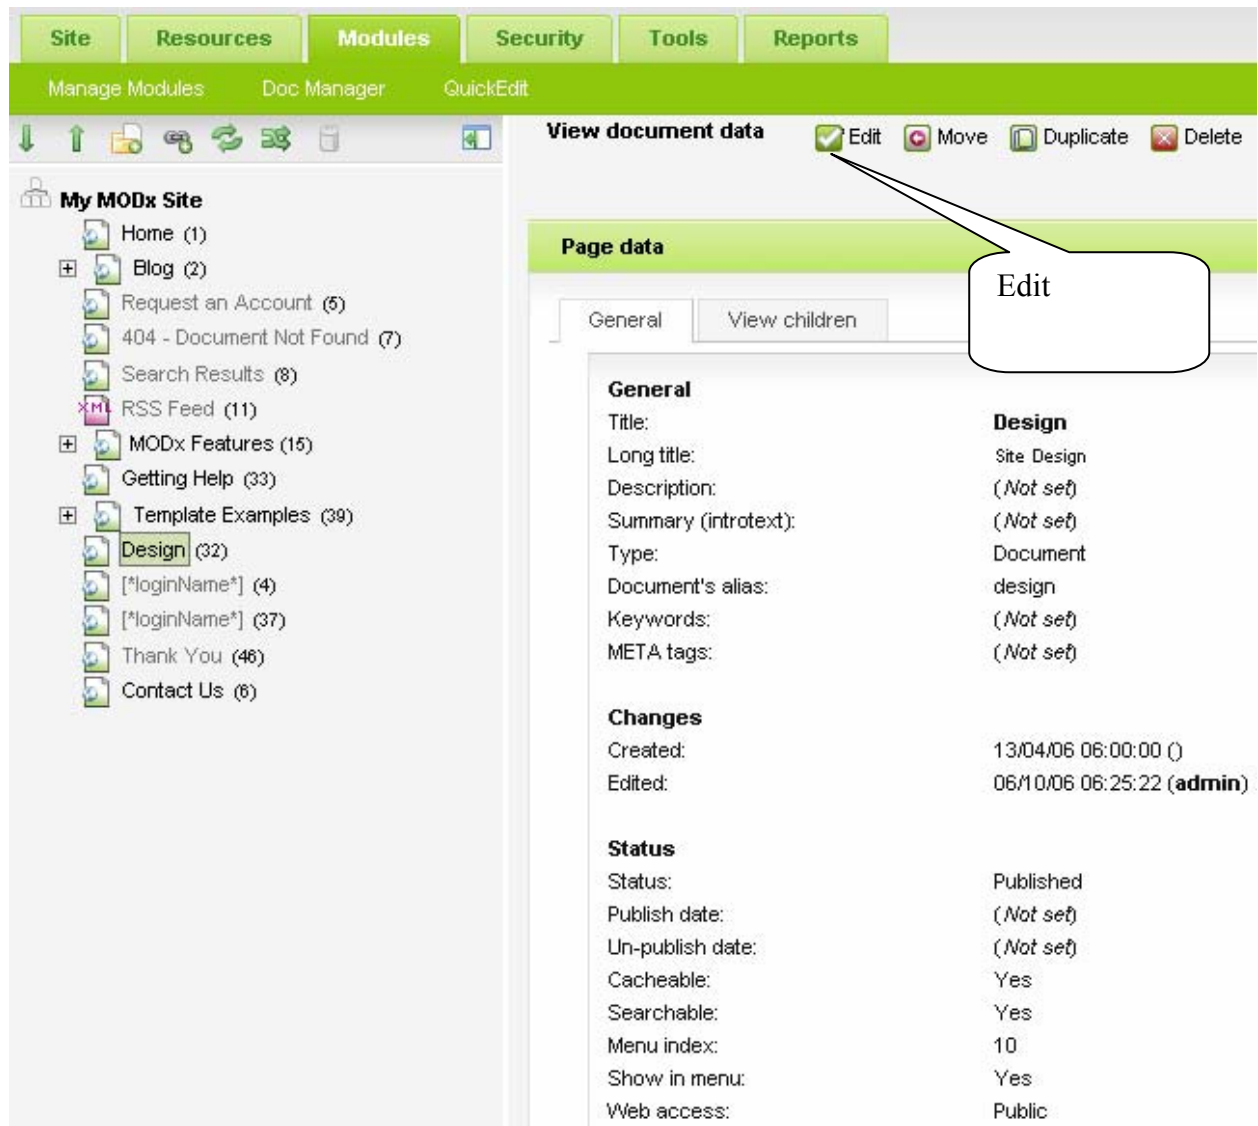 Site Resources Modules Security Tools Reports
Manage Modules Doc Manager QuickEdit
View document data Edit Move Duplicate Delete
My MODx Site
Home (1)
Blog (2)
Request an Account (5)
404 - Document Not Found (7)
Search Results (8)
XML RSS Feed (11)
MODx Features (15)
Getting Help (33)
Template Examples (39)
Design (32)
[*loginName*] (4)
[*loginName*] (37)
Thank You (46)
Contact Us (6)
Page data
Edit
General View children
General
Title: Design
Long title: Site Design
Description: (Not set)
Summary (introtext): (Not set)
Type: Document
Document's alias: design
Keywords: (Not set)
META tags: (Not set)
Changes
Created: 13/04/06 06:00:00 ()
Edited: 06/10/06 06:25:22 (admin)
Status
Status: Published
Publish date: (Not set)
Un-publish date: (Not set)
Cacheable: Yes
Searchable: Yes
Menu index: 10
Show in menu: Yes
Web access: Public